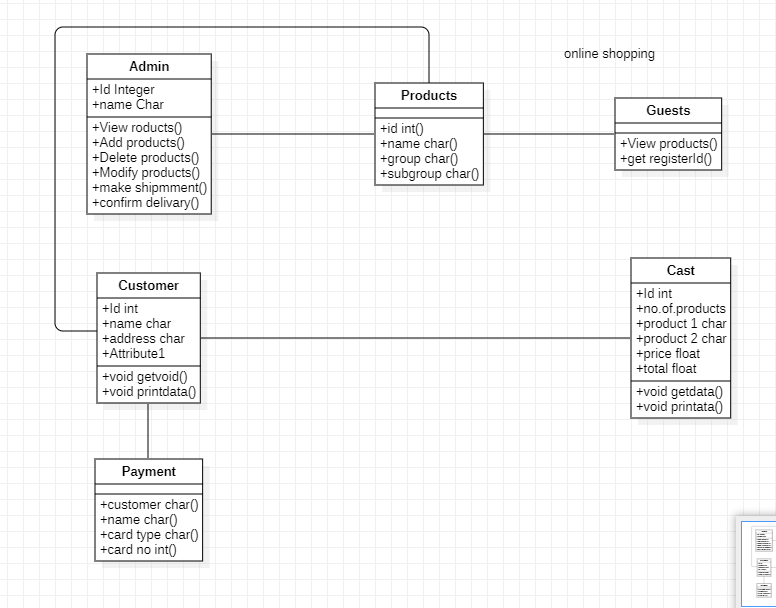 online shopping
Admin
+Id Integer
+name Char
+View roducts()
+Add products()
+Delete products()
+Modify products()
+make shipmment()
+confirm delivary()
Products
+id int()
+name char()
+group char()
+subgroup char()
Guests
+View products()
+get registerId()
Customer
+Id int
+name char
+address char
+Attribute1
+void getvoid()
+void printdata()
Cast
+Id int
+no.of.products
+product 1 char
+product 2 char
+price float
+total float
+void getdata()
+void printata()
Payment
+customer char()
+name char()
+card type char()
+card no int()